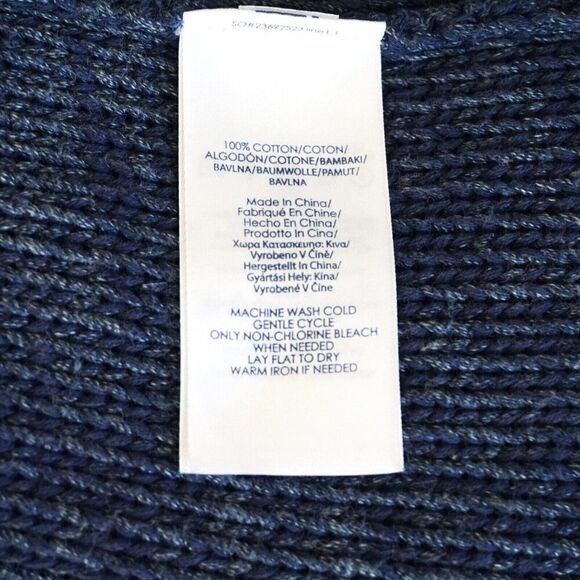 100% COTTON/COTON/
ALGODÓN/COTONE/BAMBAKI/
BAVLNA/BAUMWOLLE/PAMUT/
BAVLNA
Made In China/
Fabriqué En Chine/
Hecho En China/
Prodotto In Cina/
Χωρα Κατασκευησ: Κινα/
Vyrobeno V Číně/
Hergestellt In China/
Gyártási Hely: Kína/
Vyrobené V Číne
MACHINE WASH COLD
GENTLE CYCLE
ONLY NON-CHLORINE BLEACH
WHEN NEEDED
LAY FLAT TO DRY
WARM IRON IF NEEDED